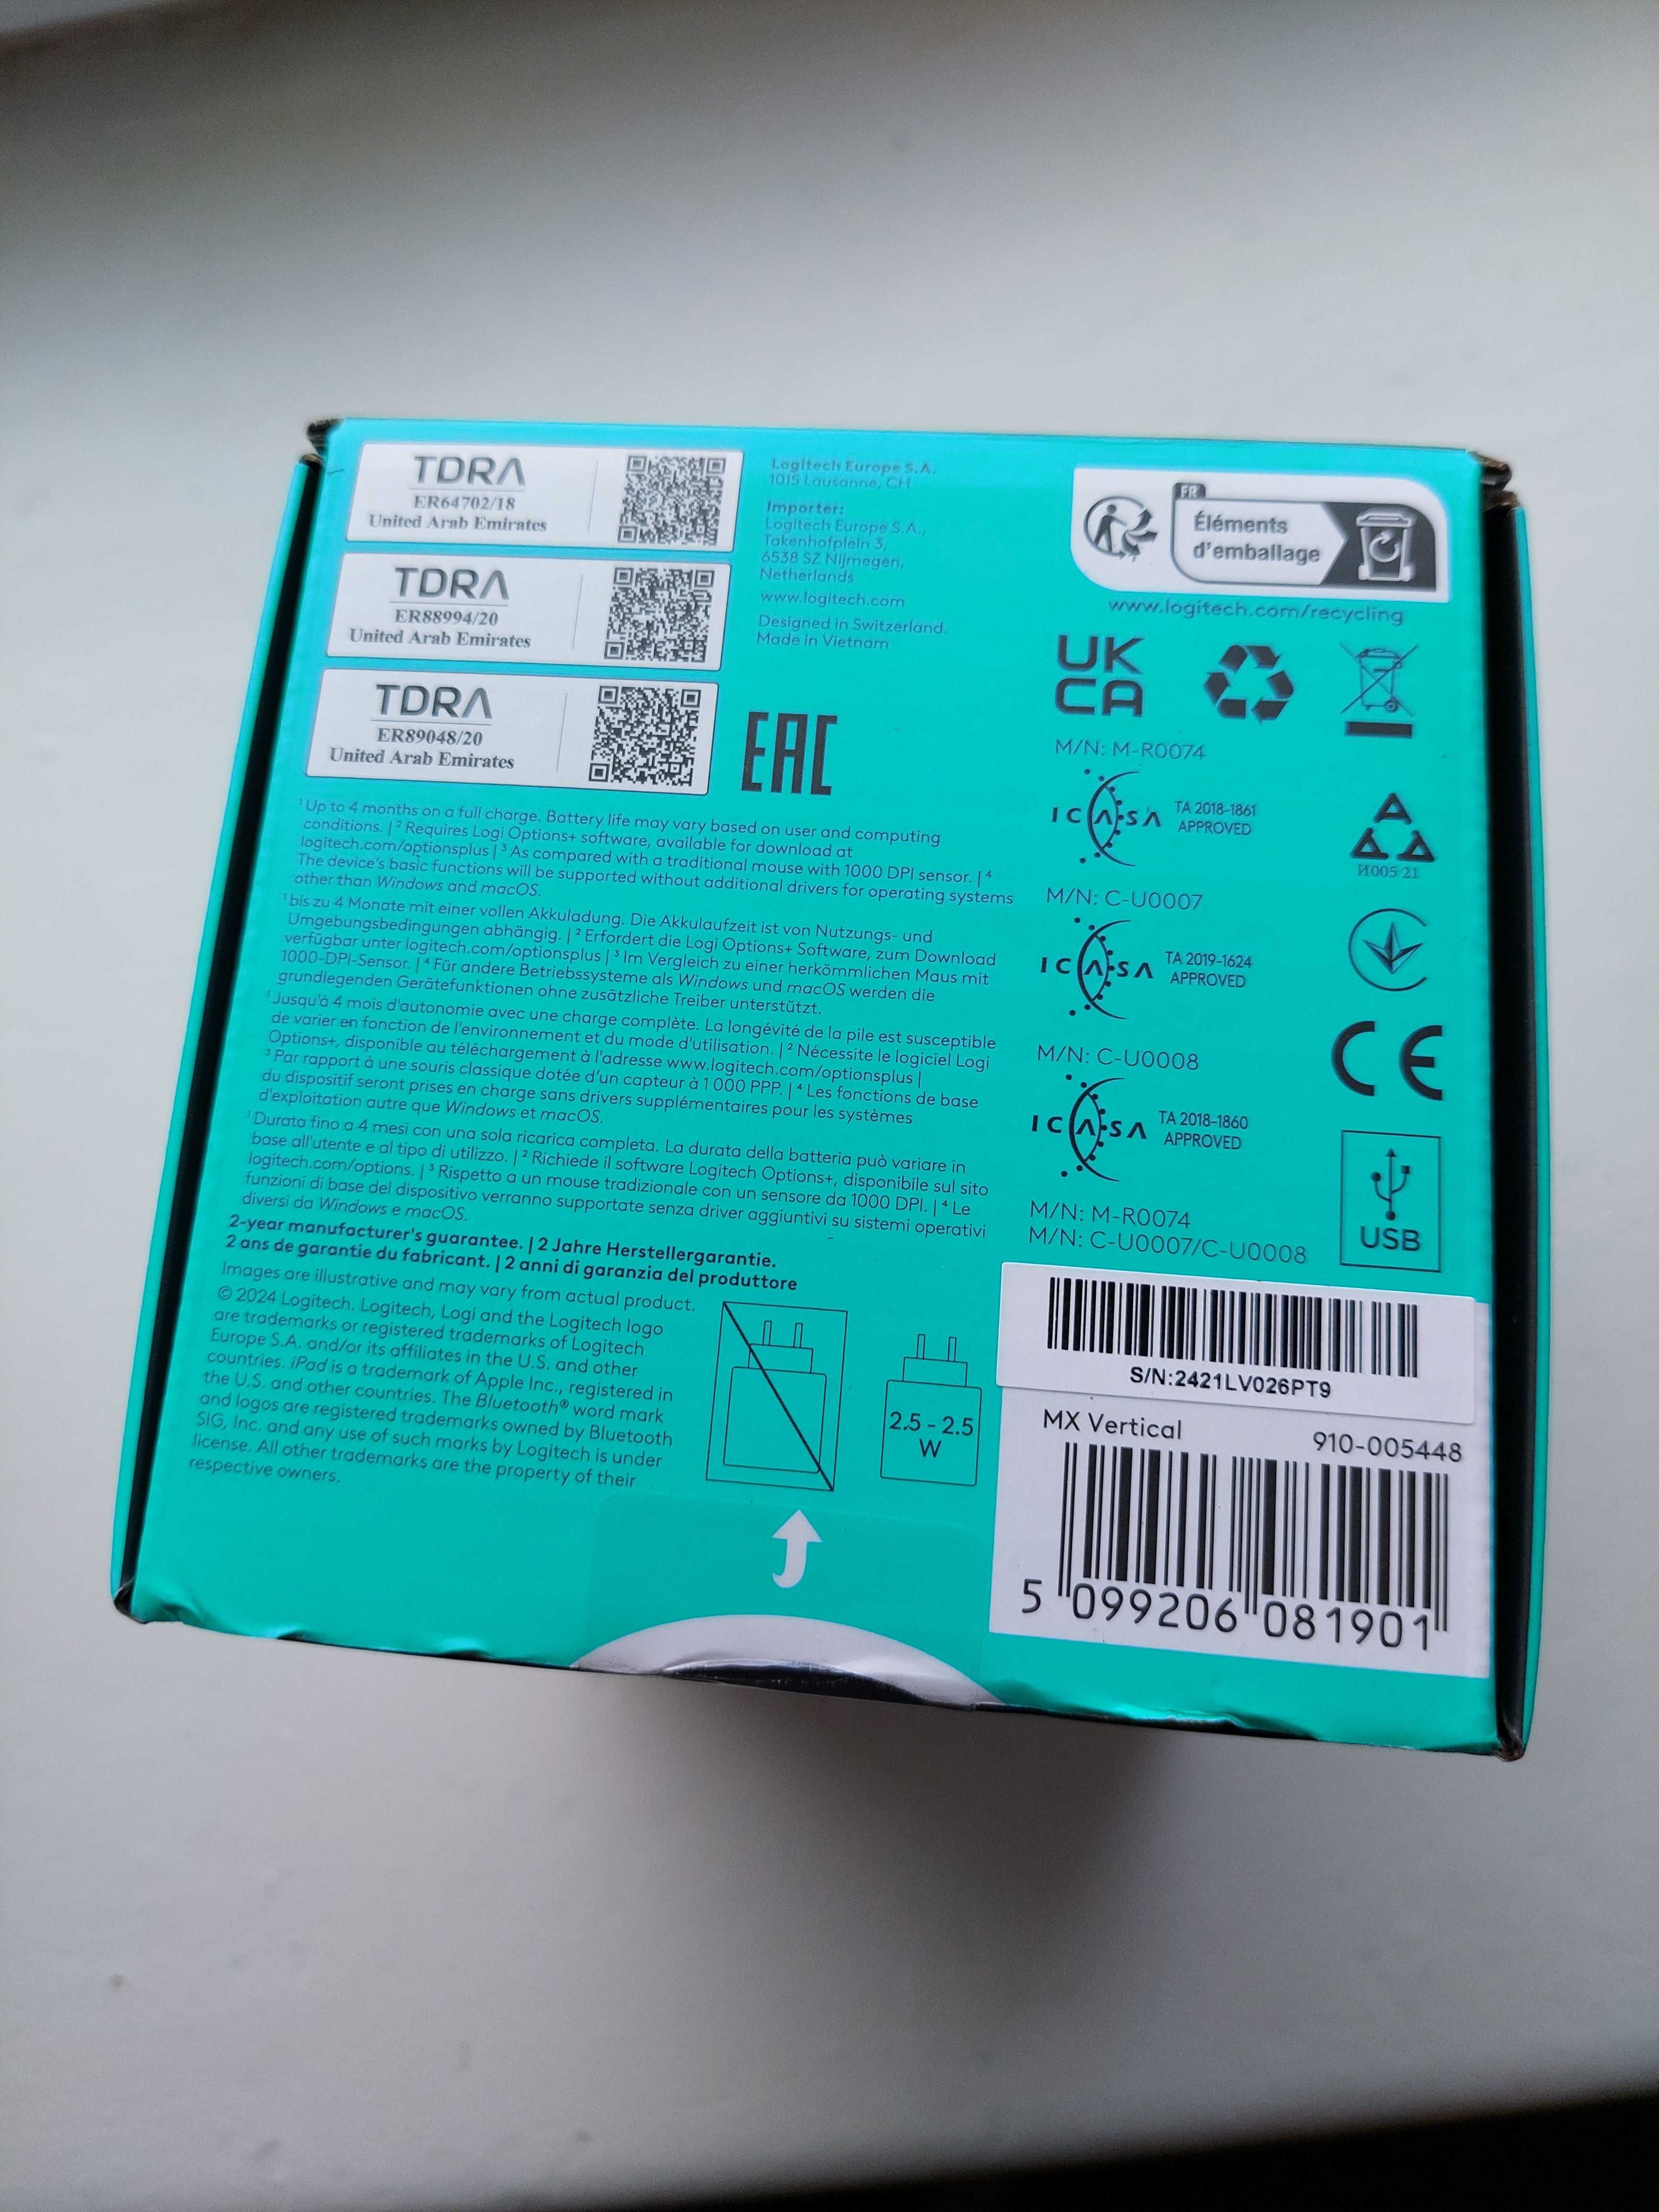 TDRA
ER64702/18
United Arab Emirates
TDRA
ER88994/20
United Arab Emirates
TDRA
ER89048/20
United Arab Emirates
Logitech Europe S.A.
1015 Lausanne, CH
Importer:
Logitech Europe S.A.,
Takenhofplein 3,
6538 SZ Nijmegen,
Netherlands
www.logitech.com
Designed in Switzerland.
Made in Vietnam
EAC
¹ Up to 4 months on a full charge. Battery life may vary based on user and computing
conditions. | ² Requires Logi Options+ software, available for download at
logitech.com/optionsplus | ³ As compared with a traditional mouse with 1000 DPI sensor. | ⁴
The device's basic functions will be supported without additional drivers for operating systems
other than Windows and macOS.
¹ bis zu 4 Monate mit einer vollen Akkuladung. Die Akkulaufzeit ist von Nutzungs- und
Umgebungsbedingungen abhängig. | ² Erfordert die Logi Options+ Software, zum Download
verfügbar unter logitech.com/optionsplus | ³ Im Vergleich zu einer herkömmlichen Maus mit
1000-DPI-Sensor. | ⁴ Für andere Betriebssysteme als Windows und macOS werden die
grundlegenden Gerätefunktionen ohne zusätzliche Treiber unterstützt.
¹ Jusqu'à 4 mois d'autonomie avec une charge complète. La longévité de la pile est susceptible
de varier en fonction de l'environnement et du mode d'utilisation. | ² Nécessite le logiciel Logi
Options+, disponible au téléchargement à l'adresse www.logitech.com/optionsplus |
³ Par rapport à une souris classique dotée d'un capteur à 1 000 PPP. | ⁴ Les fonctions de base
du dispositif seront prises en charge sans drivers supplémentaires pour les systèmes
d'exploitation autre que Windows et macOS.
¹ Durata fino a 4 mesi con una sola ricarica completa. La durata della batteria può variare in
base all'utente e al tipo di utilizzo. | ² Richiede il software Logitech Options+, disponibile sul sito
logitech.com/options. | ³ Rispetto a un mouse tradizionale con un sensore da 1000 DPI. | ⁴ Le
funzioni di base del dispositivo verranno supportate senza driver aggiuntivi su sistemi operativi
diversi da Windows e macOS.
2-year manufacturer's guarantee. | 2 Jahre Herstellergarantie.
2 ans de garantie du fabricant. | 2 anni di garanzia del produttore
Images are illustrative and may vary from actual product.
© 2024 Logitech. Logitech, Logi and the Logitech logo
are trademarks or registered trademarks of Logitech
Europe S.A. and/or its affiliates in the U.S. and other
countries. iPad is a trademark of Apple Inc., registered in
the U.S. and other countries. The Bluetooth® word mark
and logos are registered trademarks owned by Bluetooth
SIG, Inc. and any use of such marks by Logitech is under
license. All other trademarks are the property of their
respective owners.
2.5 - 2.5
W
FR
Éléments
d'emballage
www.logitech.com/recycling
UK
CA
M/N: M-R0074
ICASA
TA 2018-1861
APPROVED
И005 21
M/N: C-U0007
ICASA
TA 2019-1624
APPROVED
CE
M/N: C-U0008
ICASA
TA 2018-1860
APPROVED
M/N: M-R0074
M/N: C-U0007/C-U0008
USB
S/N:2421LV026PT9
MX Vertical
910-005448
5 099206 081901